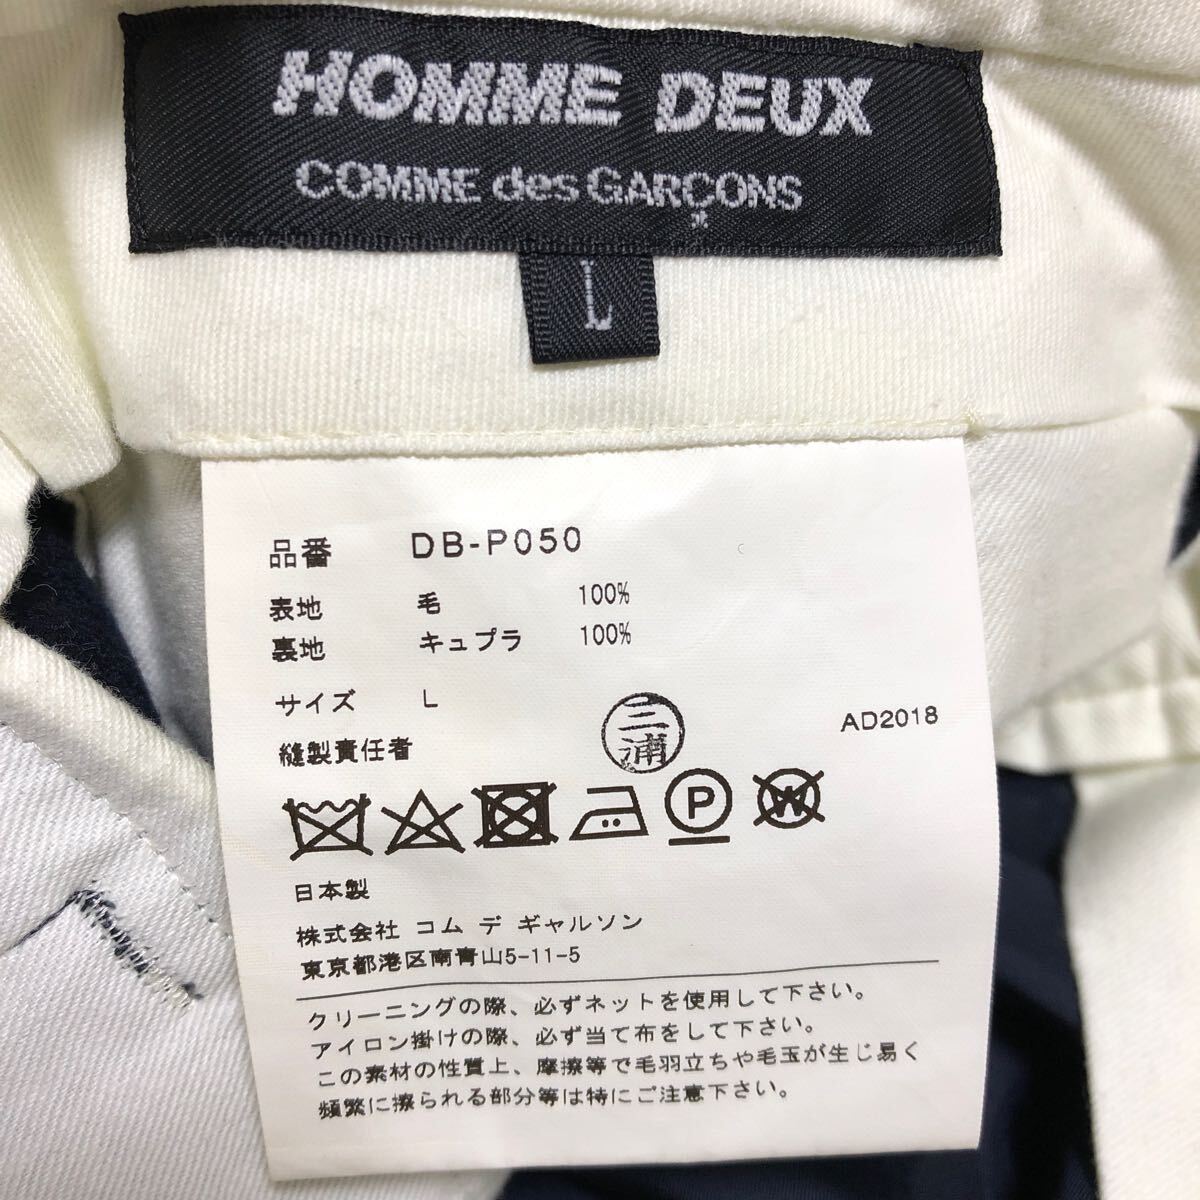 HOMME DEUX
COMME des GARÇONS
L
品番 DB-P050
表地 毛 100%
裏地 キュプラ 100%
サイズ L
縫製責任者 三浦 AD2018
P W
日本製
株式会社 コム デ ギャルソン
東京都港区南青山5-11-5
クリーニングの際、必ずネットを使用して下さい。
アイロン掛けの際、必ず当て布をして下さい。
この素材の性質上、摩擦等で毛羽立ちや毛玉が生じ易く
頻繁に擦られる部分等は特にご注意下さい。